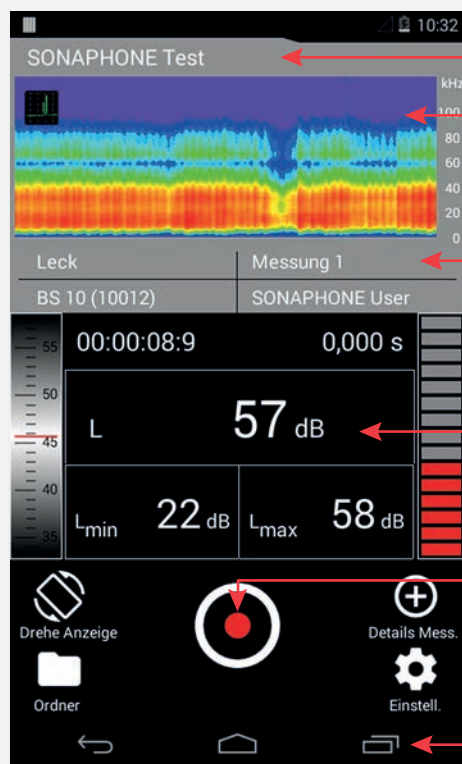 10:32
SONAPHONE Test
kHz
100
80
60
40
20
0
Leck Messung 1
BS 10 (10012) SONAPHONE User
55
50
45
40
35
00:00:08:9 0,000 s
L 57 dB
Lmin 22 dB Lmax 58 dB
Drehe Anzeige Details Mess.
Ordner Einstell.